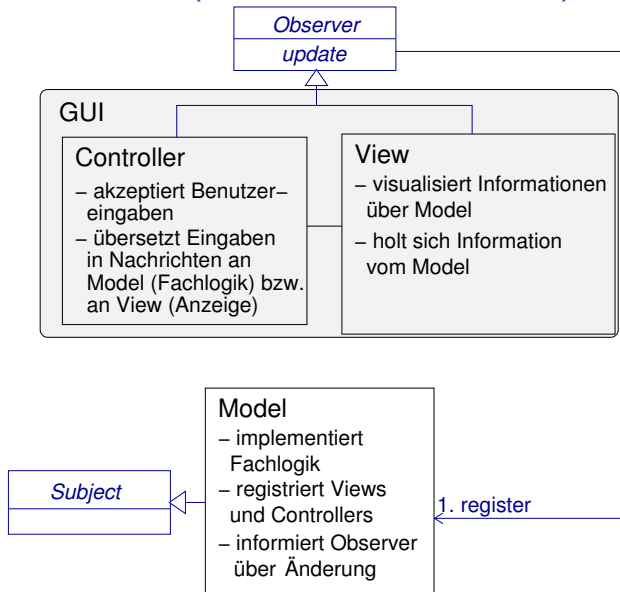 Observer
update
GUI
Controller
– akzeptiert Benutzer–
eingaben
– übersetzt Eingaben
in Nachrichten an
Model (Fachlogik) bzw.
an View (Anzeige)
View
– visualisiert Informationen
über Model
– holt sich Information
vom Model
Model
– implementiert
Fachlogik
– registriert Views
und Controllers
– informiert Observer
über Änderung
Subject
1. register